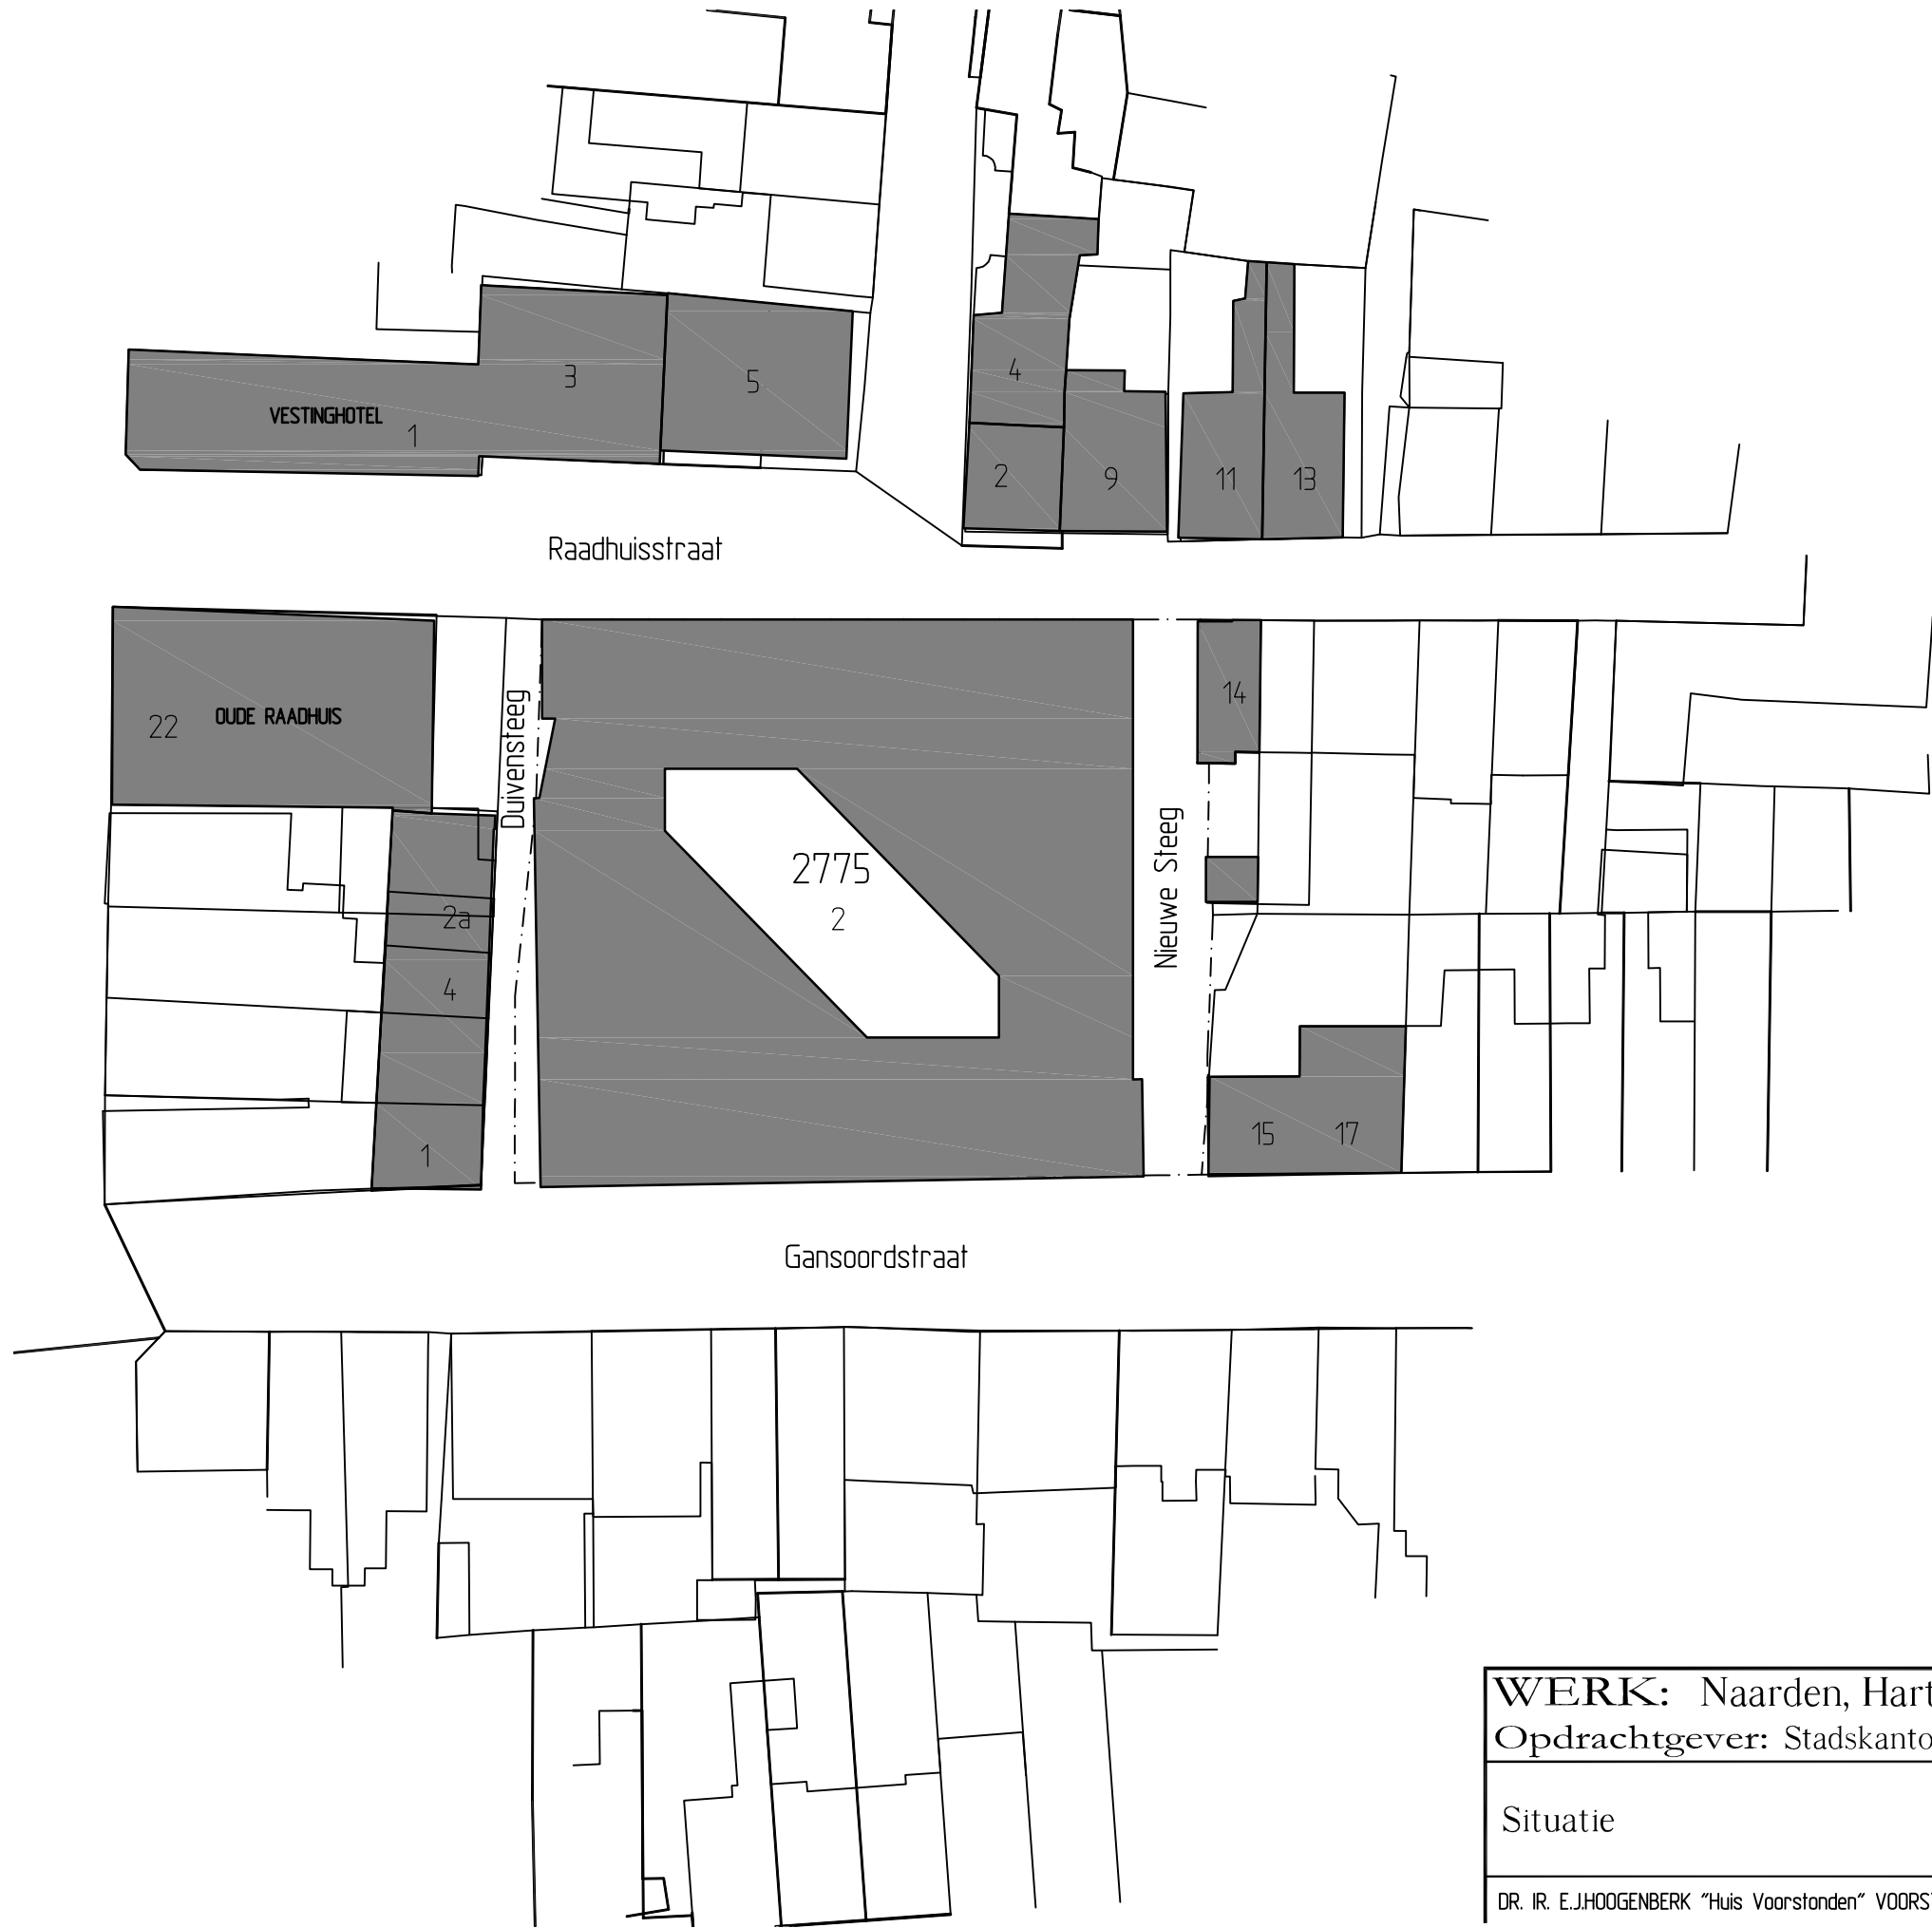 3
5
4
VESTINGHOTEL
1
2
9
11
13
Raadhuisstraat
14
22
OUDE RAADHUIS
Duivensteeg
2775
2
Nieuwe Steeg
2a
4
1
15
17
Gansoordstraat
WERK: Naarden, Hart
Opdrachtgever: Stadskanto
Situatie
DR. IR. E.J.HOOGENBERK "Huis Voorstonden" VOORS